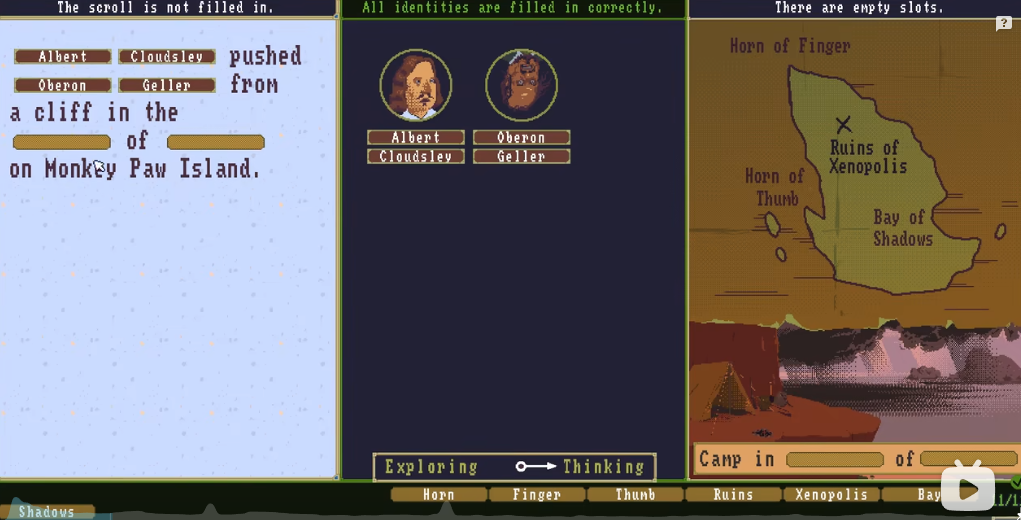 The scroll is not filled in.
Albert Cloudsley pushed
Oberon Geller from
a cliff in the
of
on Monkey Paw Island.
All identities are filled in correctly.
Albert
Cloudsley
Oberon
Geller
Exploring Thinking
There are empty slots.
?
Horn of Finger
Ruins of
Xenopolis
Horn of
Thumb
Bay of
Shadows
Camp in of
Horn Finger Thumb Ruins Xenopolis Bay
Shadows